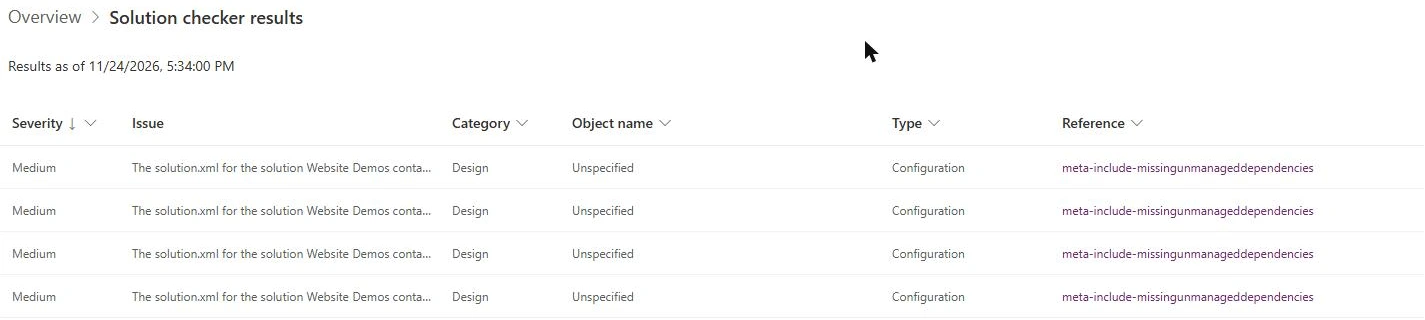 Overview > Solution checker results
Results as of 11/24/2026, 5:34:00 PM
Severity ↓ Issue Category Object name Type Reference
Medium The solution.xml for the solution Website Demos conta... Design Unspecified Configuration meta-include-missingunmanageddependencies
Medium The solution.xml for the solution Website Demos conta... Design Unspecified Configuration meta-include-missingunmanageddependencies
Medium The solution.xml for the solution Website Demos conta... Design Unspecified Configuration meta-include-missingunmanageddependencies
Medium The solution.xml for the solution Website Demos conta... Design Unspecified Configuration meta-include-missingunmanageddependencies